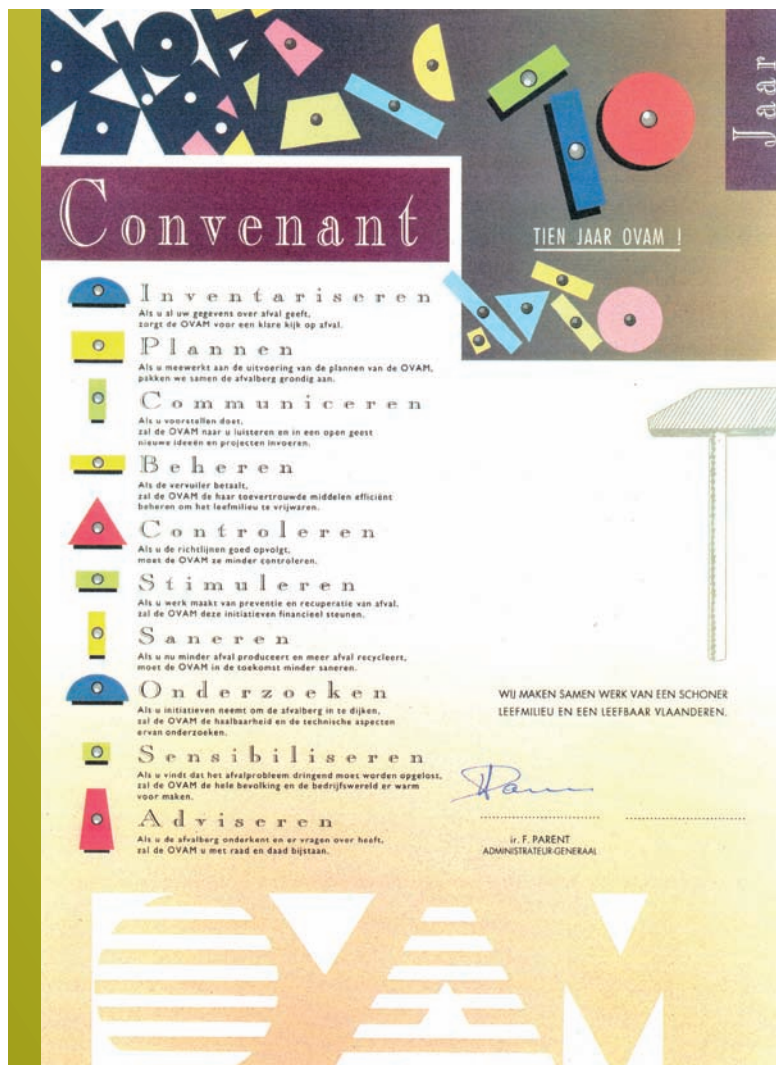 Jaar
Convenant
TIEN JAAR OVAM !
Inventariseren
Als u al uw gegevens over afval geeft,
zorgt de OVAM voor een klare kijk op afval.
Plannen
Als u meewerkt aan de uitvoering van de plannen van de OVAM,
pakken we samen de afvalberg grondig aan.
Communiceren
Als u voorstellen doet,
zal de OVAM naar u luisteren en in een open geest
nieuwe ideeën en projecten invoeren.
Beheren
Als de vervuiler betaalt,
zal de OVAM de haar toevertrouwde middelen efficiënt
beheren om het leefmilieu te vrijwaren.
Controleren
Als u de richtlijnen goed opvolgt,
moet de OVAM ze minder controleren.
Stimuleren
Als u werk maakt van preventie en recuperatie van afval,
zal de OVAM deze initiatieven financieel steunen.
Saneren
Als u nu minder afval produceert en meer afval recycleert,
moet de OVAM in de toekomst minder saneren.
Onderzoeken
Als u initiatieven neemt om de afvalberg in te dijken,
zal de OVAM de haalbaarheid en de technische aspecten
ervan onderzoeken.
Sensibiliseren
Als u vindt dat het afvalprobleem dringend moet worden opgelost,
zal de OVAM de hele bevolking en de bedrijfswereld er warm
voor maken.
Adviseren
Als u de afvalberg onderkent en er vragen over heeft,
zal de OVAM u met raad en daad bijstaan.
WIJ MAKEN SAMEN WERK VAN EEN SCHONER
LEEFMILIEU EN EEN LEEFBAAR VLAANDEREN.
ir. F. PARENT
ADMINISTRATEUR-GENERAAL
OVAM